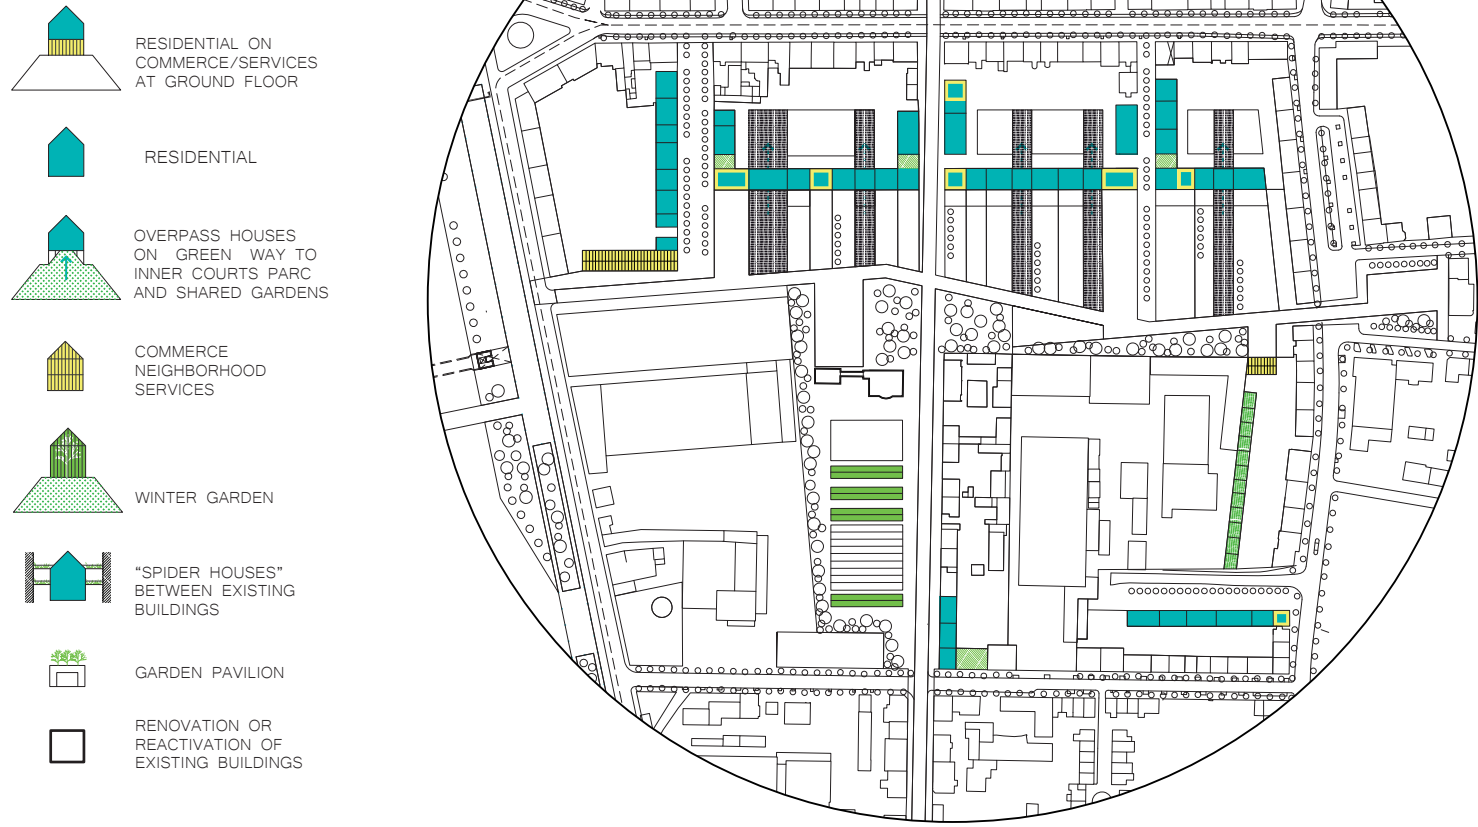 RESIDENTIAL ON
COMMERCE/SERVICES
AT GROUND FLOOR
RESIDENTIAL
OVERPASS HOUSES
ON GREEN WAY TO
INNER COURTS PARC
AND SHARED GARDENS
COMMERCE
NEIGHBORHOOD
SERVICES
WINTER GARDEN
“SPIDER HOUSES”
BETWEEN EXISTING
BUILDINGS
GARDEN PAVILION
RENOVATION OR
REACTIVATION OF
EXISTING BUILDINGS